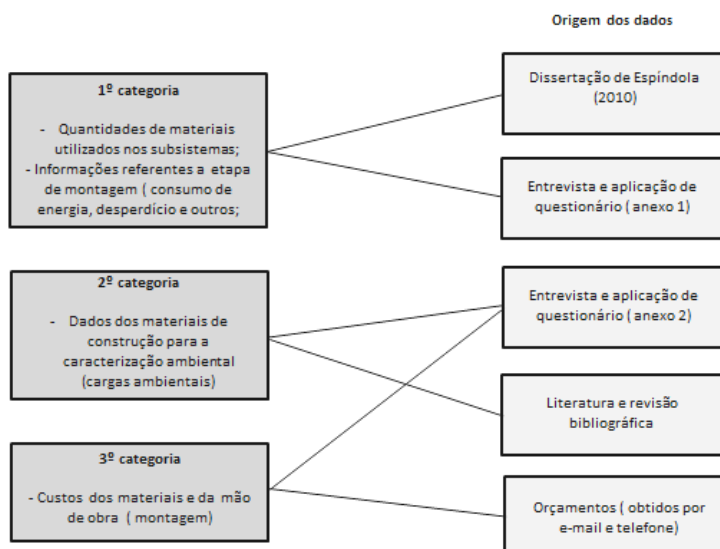 Origem dos dados
1º categoria
- Quantidades de materiais
utilizados nos subsistemas;
- Informações referentes a etapa
de montagem ( consumo de
energia, desperdício e outros;
Dissertação de Espíndola
(2010)
Entrevista e aplicação de
questionário ( anexo 1)
2º categoria
- Dados dos materiais de
construção para a
caracterização ambiental
(cargas ambientais)
Entrevista e aplicação de
questionário ( anexo 2)
Literatura e revisão
bibliográfica
3º categoria
- Custos dos materiais e da mão
de obra ( montagem)
Orçamentos ( obtidos por
e-mail e telefone)